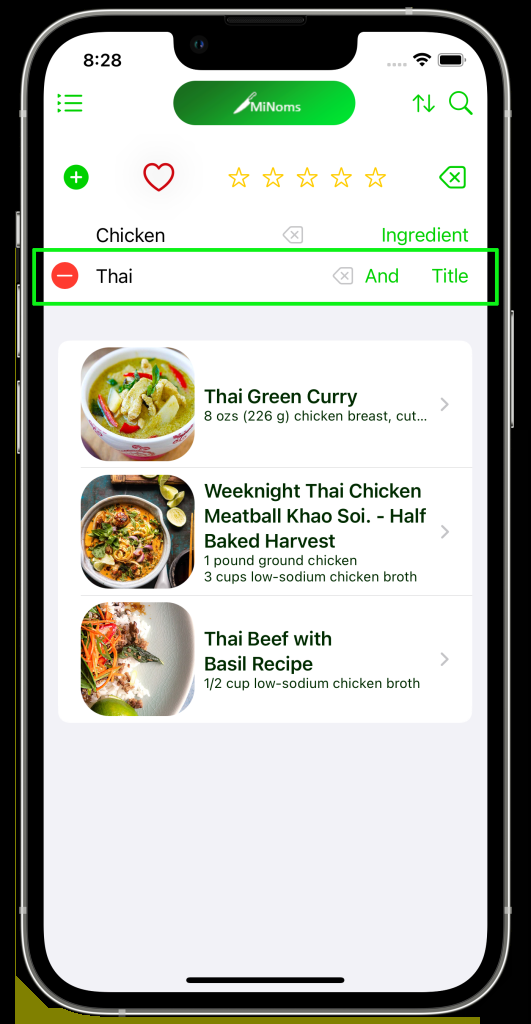 8:28
MiNoms
Chicken Ingredient
Thai And Title
Thai Green Curry
8 ozs (226 g) chicken breast, cut...
Weeknight Thai Chicken
Meatball Khao Soi. - Half
Baked Harvest
1 pound ground chicken
3 cups low-sodium chicken broth
Thai Beef with
Basil Recipe
1/2 cup low-sodium chicken broth